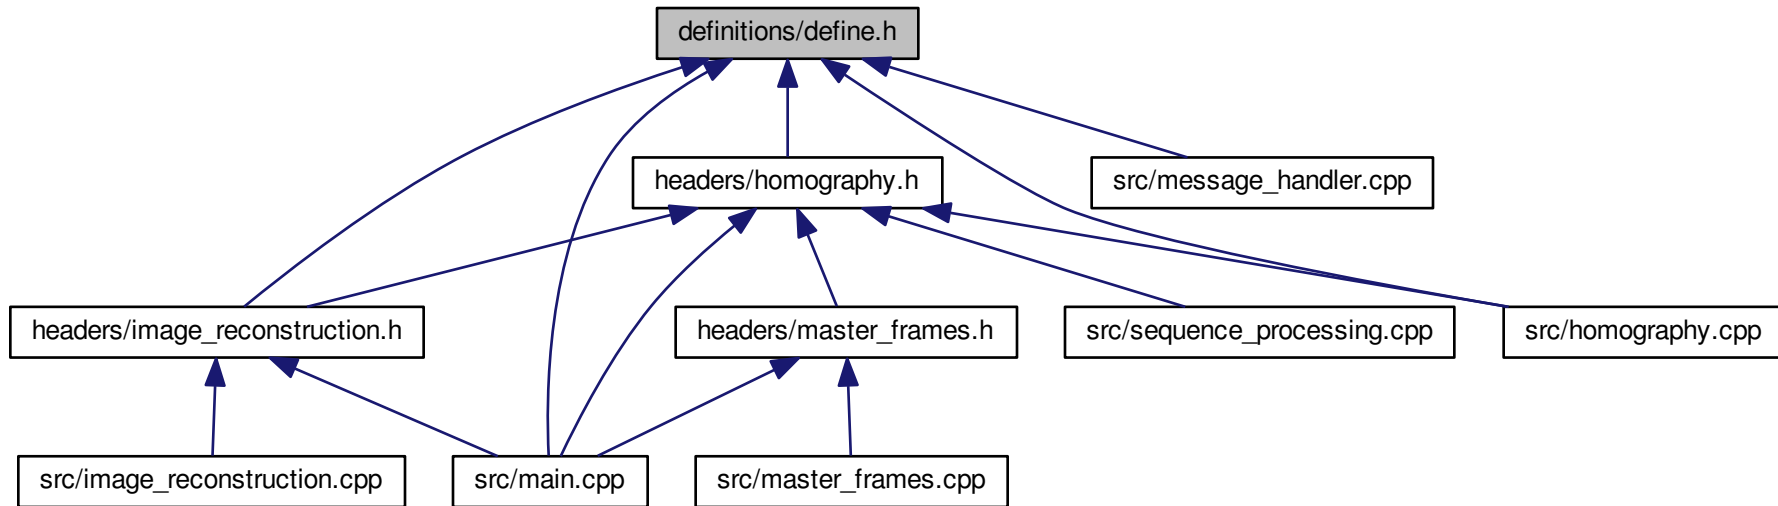 definitions/define.h
headers/homography.h
src/message_handler.cpp
headers/image_reconstruction.h
headers/master_frames.h
src/sequence_processing.cpp
src/homography.cpp
src/image_reconstruction.cpp
src/main.cpp
src/master_frames.cpp